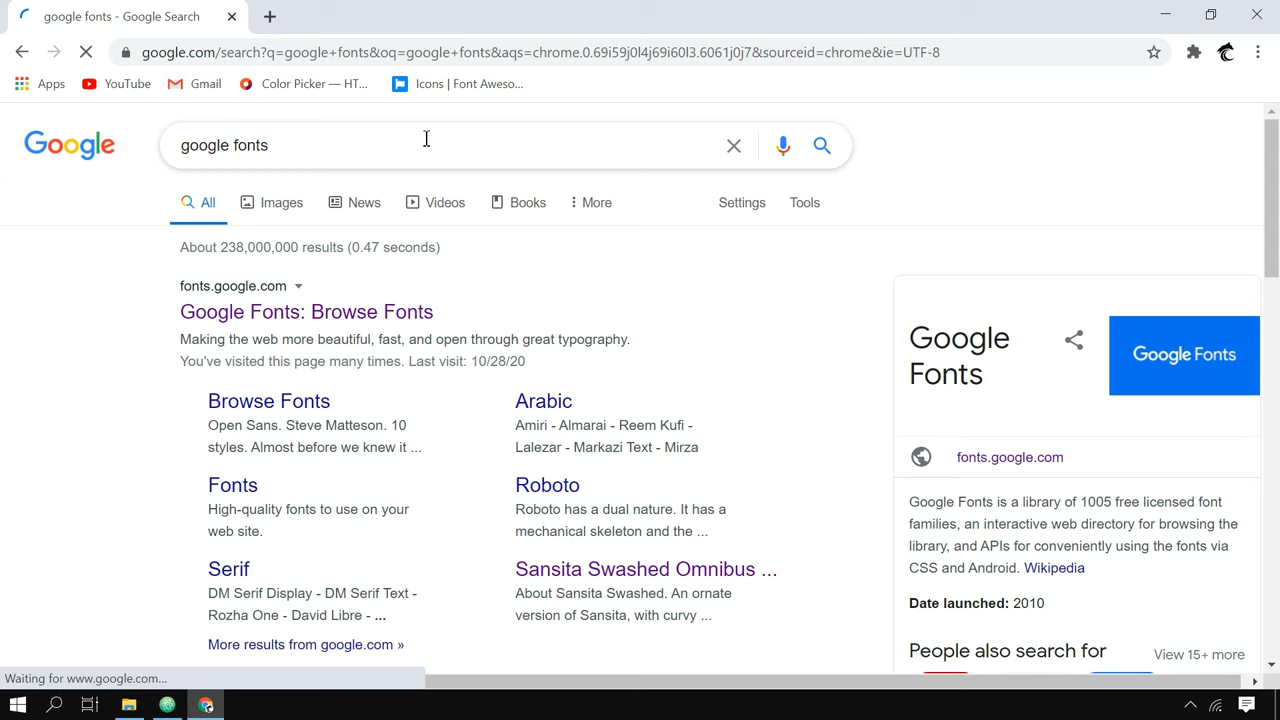 google fonts - Google Search
google.com/search?q=google+fonts&oq=google+fonts&aqs=chrome.0.69i59j0l4j69i60l3.6061j0j7&sourceid=chrome&ie=UTF-8
Apps YouTube Gmail Color Picker — HT... Icons | Font Aweso...
Google
google fonts
All Images News Videos Books More Settings Tools
About 238,000,000 results (0.47 seconds)
fonts.google.com
Google Fonts: Browse Fonts
Making the web more beautiful, fast, and open through great typography.
You've visited this page many times. Last visit: 10/28/20
Browse Fonts
Open Sans. Steve Matteson. 10
styles. Almost before we knew it ...
Arabic
Amiri - Almarai - Reem Kufi -
Lalezar - Markazi Text - Mirza
Fonts
High-quality fonts to use on your
web site.
Roboto
Roboto has a dual nature. It has a
mechanical skeleton and the ...
Serif
DM Serif Display - DM Serif Text -
Rozha One - David Libre - ...
Sansita Swashed Omnibus ...
About Sansita Swashed. An ornate
version of Sansita, with curvy ...
More results from google.com »
Google
Fonts
Google Fonts
fonts.google.com
Google Fonts is a library of 1005 free licensed font
families, an interactive web directory for browsing the
library, and APIs for conveniently using the fonts via
CSS and Android. Wikipedia
Date launched: 2010
People also search for View 15+ more
Waiting for www.google.com...